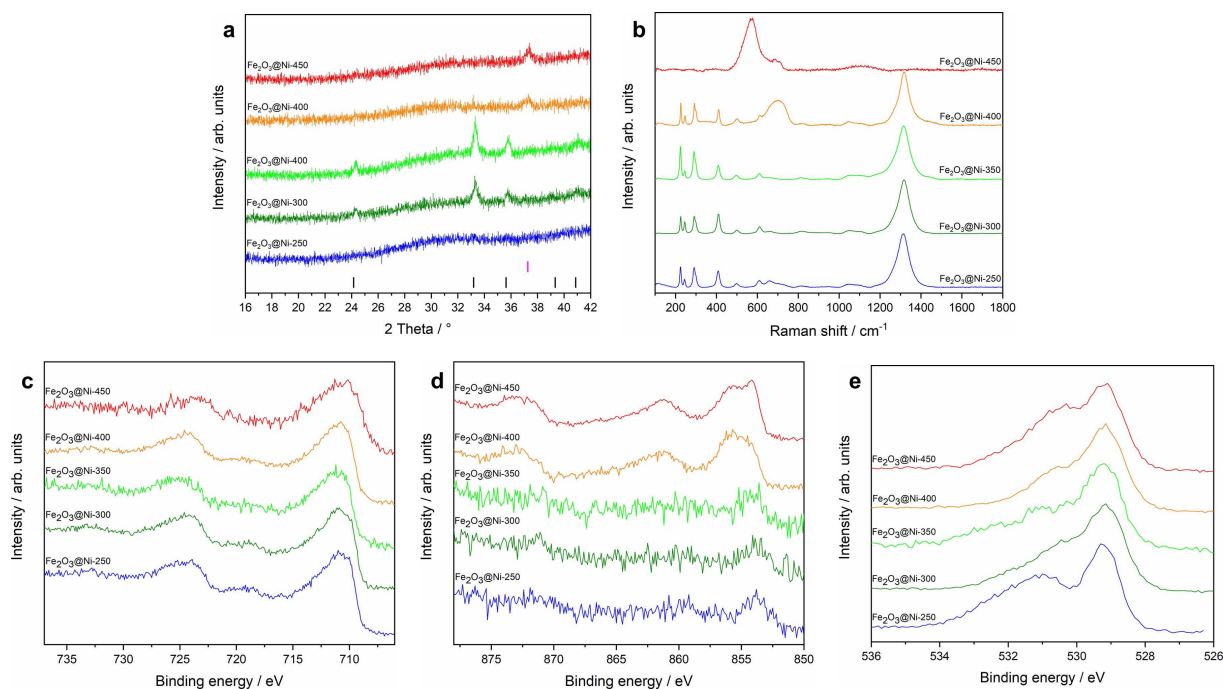 a
Fe₂O₃@Ni-450
Fe₂O₃@Ni-400
Fe₂O₃@Ni-400
Fe₂O₃@Ni-300
Fe₂O₃@Ni-250
Intensity / arb. units
16 18 20 22 24 26 28 30 32 34 36 38 40 42
2 Theta / °
b
Fe₂O₃@Ni-450
Fe₂O₃@Ni-400
Fe₂O₃@Ni-350
Fe₂O₃@Ni-300
Fe₂O₃@Ni-250
Intensity / arb. units
200 400 600 800 1000 1200 1400 1600 1800
Raman shift / cm⁻¹
c
Fe₂O₃@Ni-450
Fe₂O₃@Ni-400
Fe₂O₃@Ni-350
Fe₂O₃@Ni-300
Fe₂O₃@Ni-250
Intensity / arb. units
735 730 725 720 715 710
Binding energy / eV
d
Fe₂O₃@Ni-450
Fe₂O₃@Ni-400
Fe₂O₃@Ni-350
Fe₂O₃@Ni-300
Fe₂O₃@Ni-250
Intensity / arb. units
875 870 865 860 854 850
Binding energy / eV
e
Fe₂O₃@Ni-450
Fe₂O₃@Ni-400
Fe₂O₃@Ni-350
Fe₂O₃@Ni-300
Fe₂O₃@Ni-250
Intensity / arb. units
536 534 532 530 528 526
Binding energy / eV